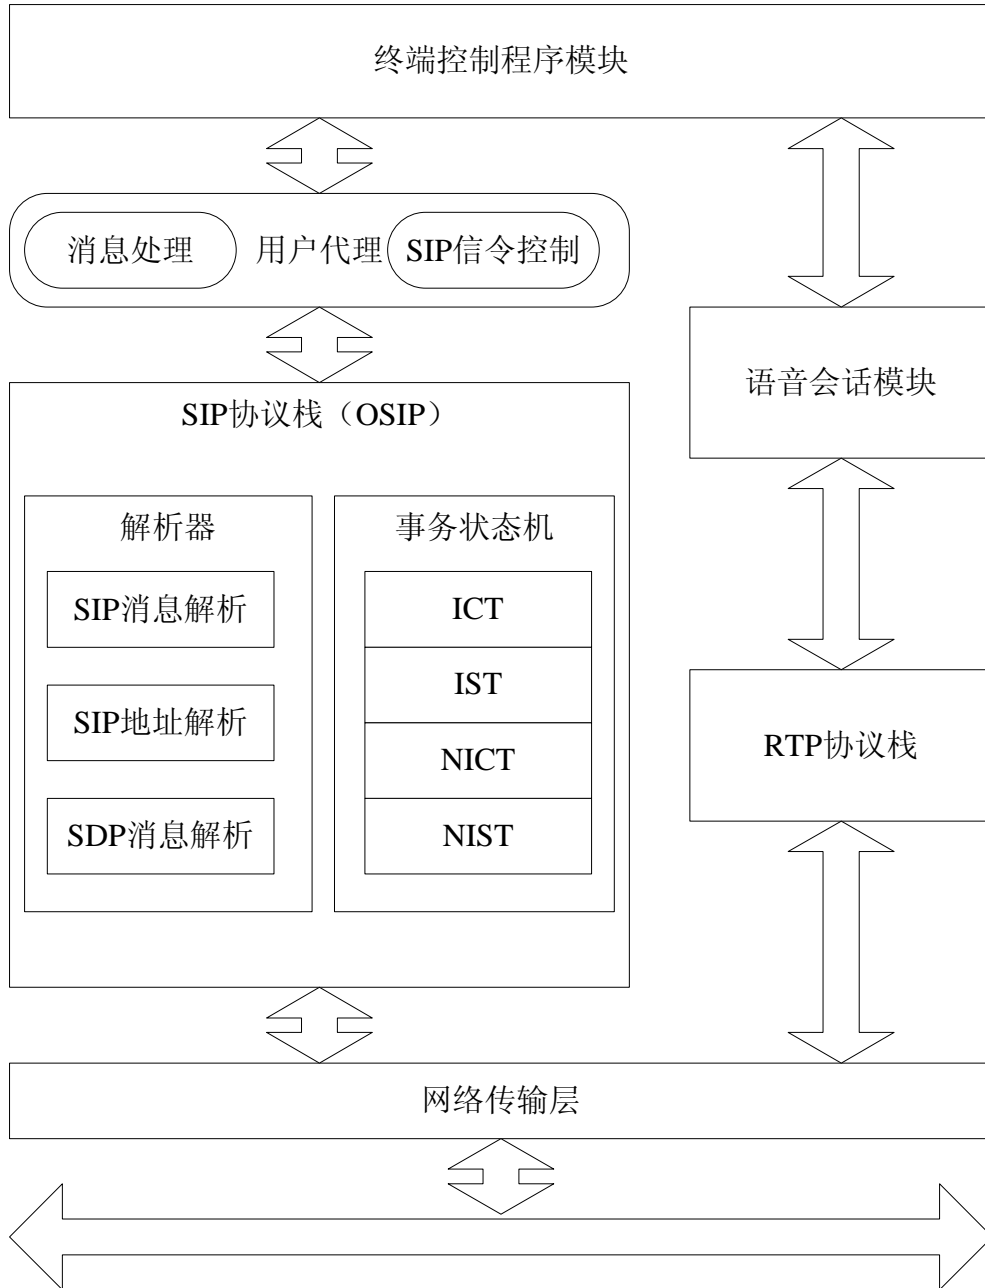 终端控制程序模块
消息处理
用户代理
SIP信令控制
语音会话模块
SIP协议栈（OSIP）
解析器
SIP消息解析
SIP地址解析
SDP消息解析
事务状态机
ICT
IST
NICT
NIST
RTP协议栈
网络传输层